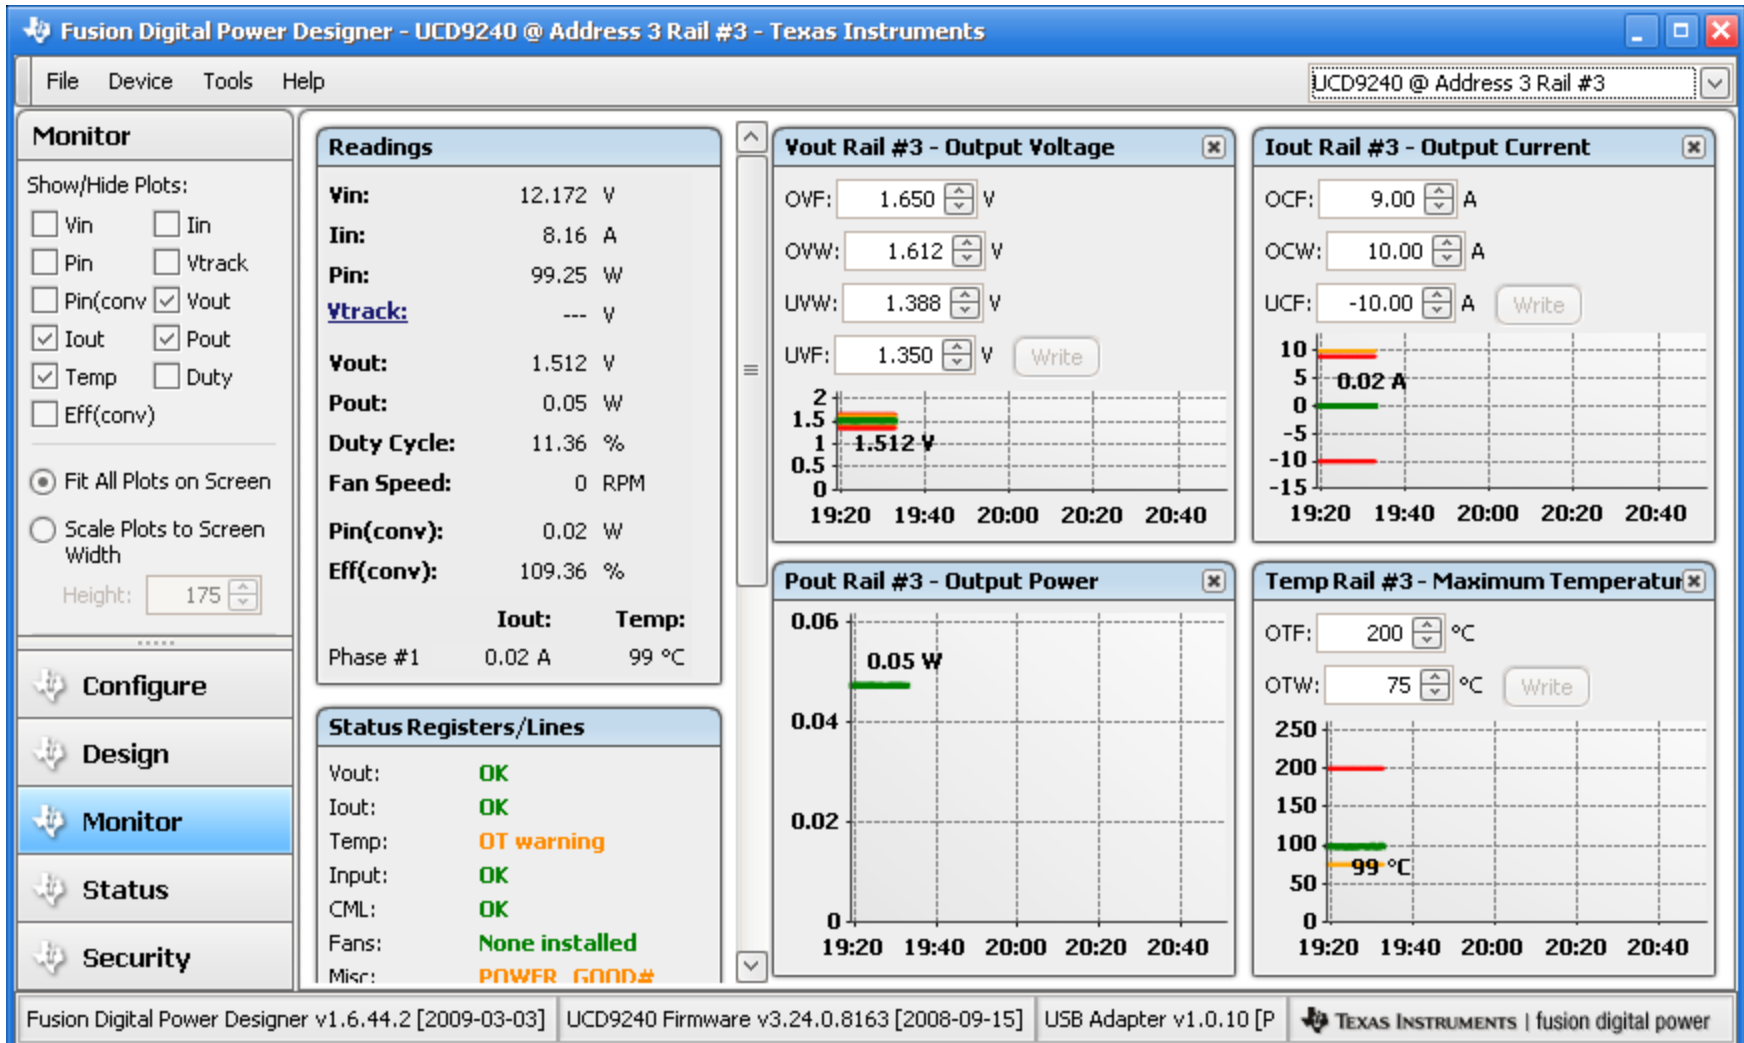 Fusion Digital Power Designer - UCD9240 @ Address 3 Rail #3 - Texas Instruments
File Device Tools Help
UCD9240 @ Address 3 Rail #3
Monitor
Show/Hide Plots:
Vin Iin
Pin Vtrack
Pin(conv Vout
Iout Pout
Temp Duty
Eff(conv)
Fit All Plots on Screen
Scale Plots to Screen
Width
Height: 175
Configure
Design
Monitor
Status
Security
Readings
Vin: 12.172 V
Iin: 8.16 A
Pin: 99.25 W
Vtrack: --- V
Vout: 1.512 V
Pout: 0.05 W
Duty Cycle: 11.36 %
Fan Speed: 0 RPM
Pin(conv): 0.02 W
Eff(conv): 109.36 %
Iout: Temp:
Phase #1 0.02 A 99 °C
Status Registers/Lines
Vout: OK
Iout: OK
Temp: OT warning
Input: OK
CML: OK
Fans: None installed
Misc: POWER_GOOD#
Vout Rail #3 - Output Voltage
OVF: 1.650 V
OVW: 1.612 V
UVW: 1.388 V
UVF: 1.350 V Write
2
1.5
1
0.5
0
1.512 V
19:20 19:40 20:00 20:20 20:40
Iout Rail #3 - Output Current
OCF: 9.00 A
OCW: 10.00 A
UCF: -10.00 A Write
10
5
0
-5
-10
-15
0.02 A
19:20 19:40 20:00 20:20 20:40
Pout Rail #3 - Output Power
0.06
0.04
0.02
0
0.05 W
19:20 19:40 20:00 20:20 20:40
Temp Rail #3 - Maximum Temperatur
OTF: 200 °C
OTW: 75 °C Write
250
200
150
100
50
0
99 °C
19:20 19:40 20:00 20:20 20:40
Fusion Digital Power Designer v1.6.44.2 [2009-03-03]
UCD9240 Firmware v3.24.0.8163 [2008-09-15]
USB Adapter v1.0.10 [P
TEXAS INSTRUMENTS | fusion digital power